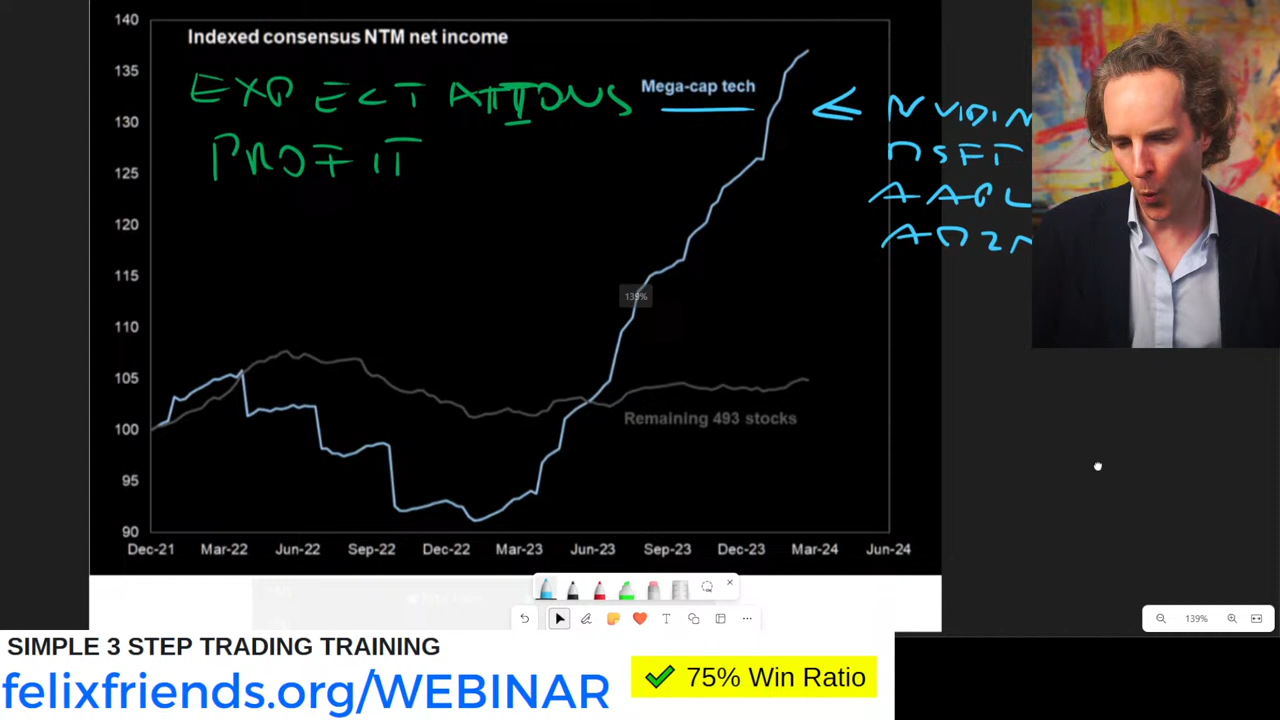 140
Indexed consensus NTM net income
135
EXPECTATIONS
Mega-cap tech
130
NVIDIA
PROFIT
MSFT
125
AAPL
120
AMZN
115
139%
110
105
Remaining 493 stocks
100
95
90
Dec-21 Mar-22 Jun-22 Sep-22 Dec-22 Mar-23 Jun-23 Sep-23 Dec-23 Mar-24 Jun-24
139%
SIMPLE 3 STEP TRADING TRAINING
felixfriends.org/WEBINAR
75% Win Ratio